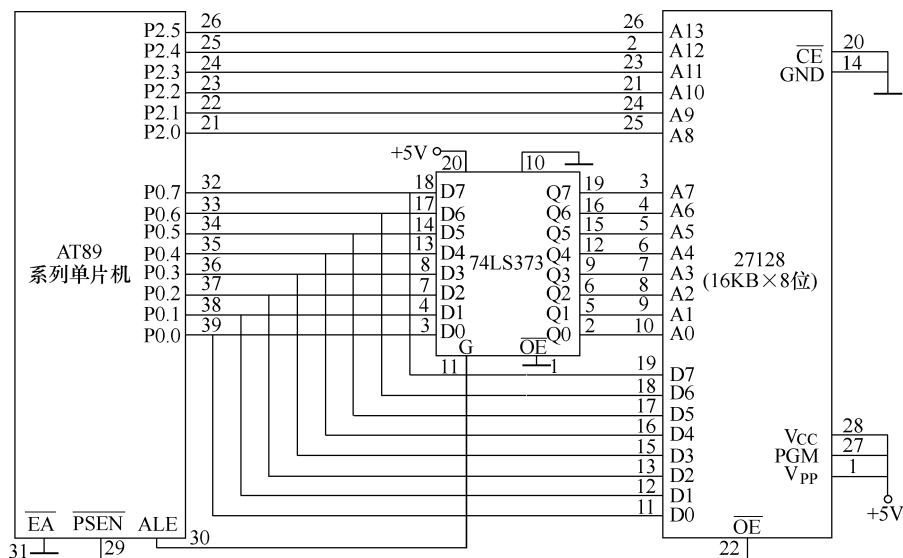 P2.5 26 26 A13
P2.4 25 2 A12
P2.3 24 23 A11
P2.2 23 21 A10
P2.1 22 24 A9
P2.0 21 25 A8
C̅E̅ 20
GND 14
+5V 20 10
P0.7 32 18 D7 Q7 19 3 A7
P0.6 33 17 D6 Q6 16 4 A6
P0.5 34 14 D5 Q5 15 5 A5
P0.4 35 13 D4 Q4 12 6 A4
P0.3 36 8 D3 Q3 9 7 A3
P0.2 37 7 D2 Q2 6 8 A2
P0.1 38 4 D1 Q1 5 9 A1
P0.0 39 3 D0 Q0 2 10 A0
AT89
系列单片机
74LS373
27128
(16KB×8位)
G O̅E̅
11 1
19 D7
18 D6
17 D5
16 D4
15 D3
13 D2
12 D1
11 D0
VCC 28
PGM 27
VPP 1
+5V
E̅A̅ P̅S̅E̅N̅ ALE 30
31 29
O̅E̅
22